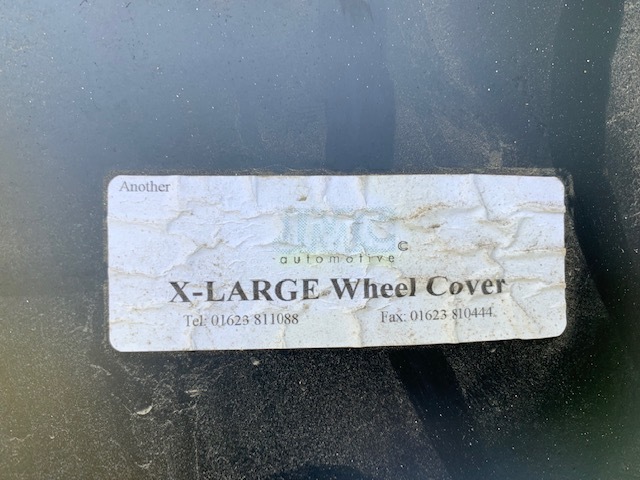 Another
©
automotive
X-LARGE Wheel Cover
Tel: 01623 811088 Fax: 01623 810444